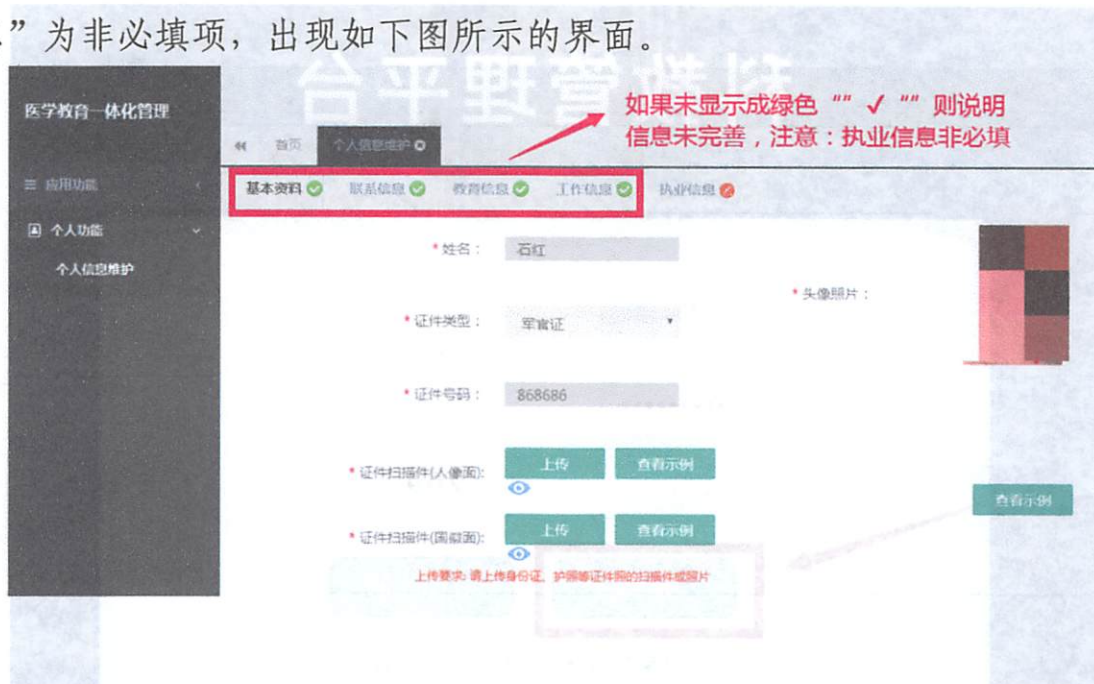 ”为非必填项，出现如下图所示的界面。
如果未显示成绿色“” ✓ “”则说明
信息未完善，注意：执业信息非必填
医学教育一体化管理
首页 个人信息维护
应用功能
基本资料 联系信息 教育信息 工作信息 执业信息
个人功能
个人信息维护
*姓名： 石红
*头像照片：
*证件类型： 军官证
*证件号码： 868686
*证件扫描件(人像面): 上传 查看示例
查看示例
*证件扫描件(国徽面): 上传 查看示例
上传要求: 请上传身份证、护照等证件照的扫描件或照片